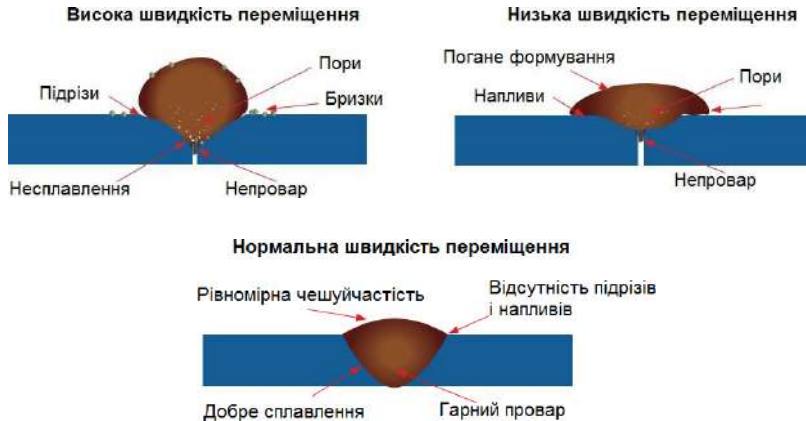 Висока швидкість переміщення
Пори
Підрізи
Бризки
Несплавлення
Непровар
Низька швидкість переміщення
Погане формування
Пори
Напливи
Непровар
Нормальна швидкість переміщення
Рівномірна чешуйчастість
Відсутність підрізів
і напливів
Добре сплавлення
Гарний провар